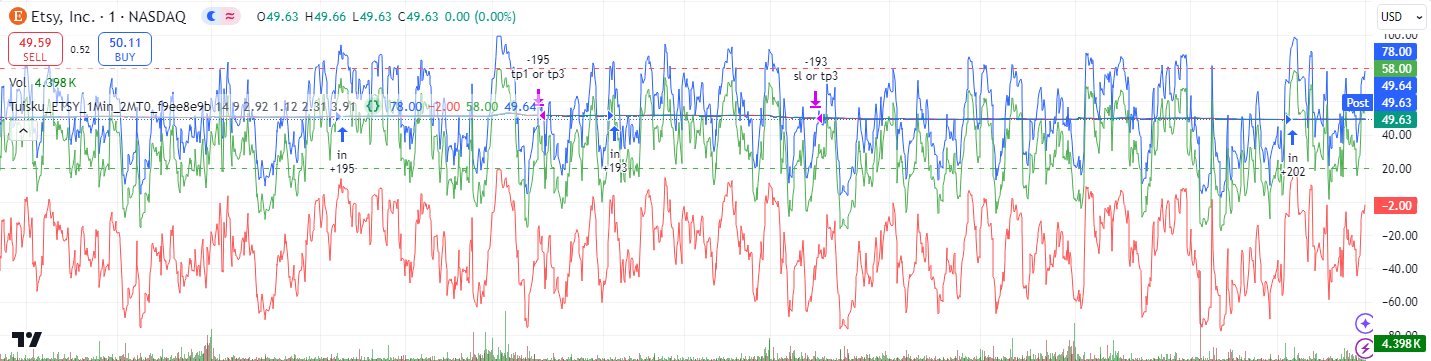 Etsy, Inc. · 1 · NASDAQ O49.63 H49.66 L49.63 C49.63 0.00 (0.00%)
USD
49.59 SELL
0.52
50.11 BUY
Vol. 4.398 K
Tuisku_ETSY_1Min_2MT0_f9ee8e9b 14 9 2.92 1.12 2.31 3.91 78.00 −2.00 58.00 49.64
-195
tp1 or tp3
-193
sl or tp3
in
+195
in
+193
in
+202
100.00
78.00
58.00
49.64
Post 49.63
49.63
40.00
20.00
−2.00
−20.00
−40.00
−60.00
−80.00
4.398 K